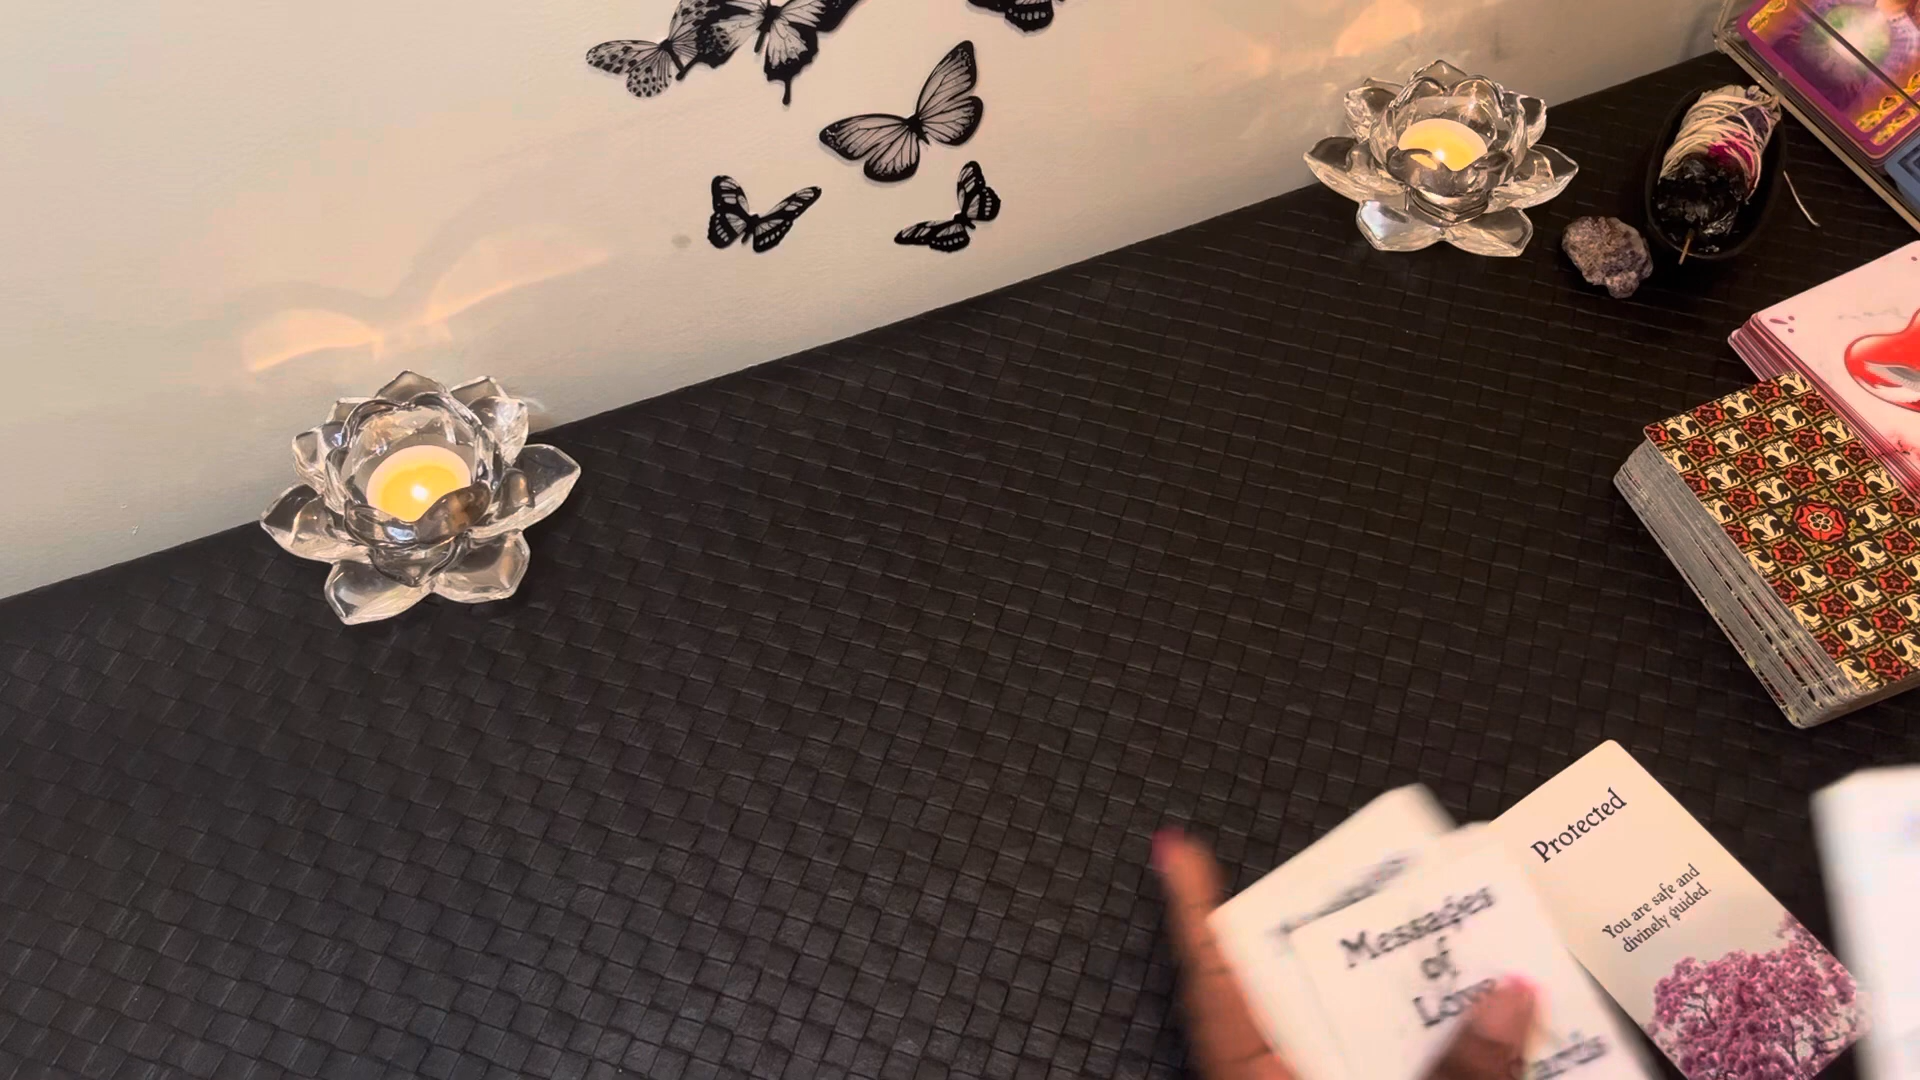 Messages
of
Love
Protected
You are safe and
divinely guided.